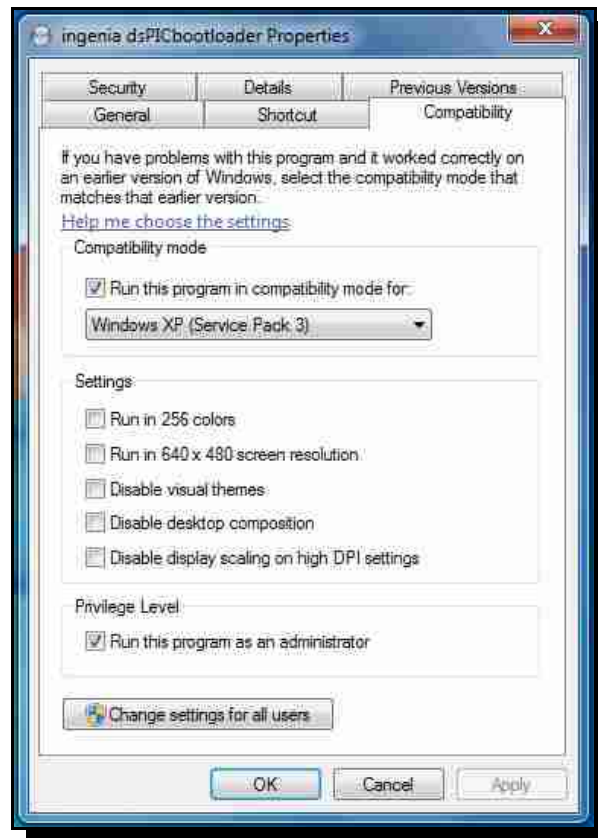 ingenia dsPICbootloader Properties
Security Details Previous Versions
General Shortcut Compatibility
If you have problems with this program and it worked correctly on
an earlier version of Windows, select the compatibility mode that
matches that earlier version.
Help me choose the settings
Compatibility mode
Run this program in compatibility mode for:
Windows XP (Service Pack 3)
Settings
Run in 256 colors
Run in 640 x 480 screen resolution
Disable visual themes
Disable desktop composition
Disable display scaling on high DPI settings
Privilege Level
Run this program as an administrator
Change settings for all users
OK Cancel Apply